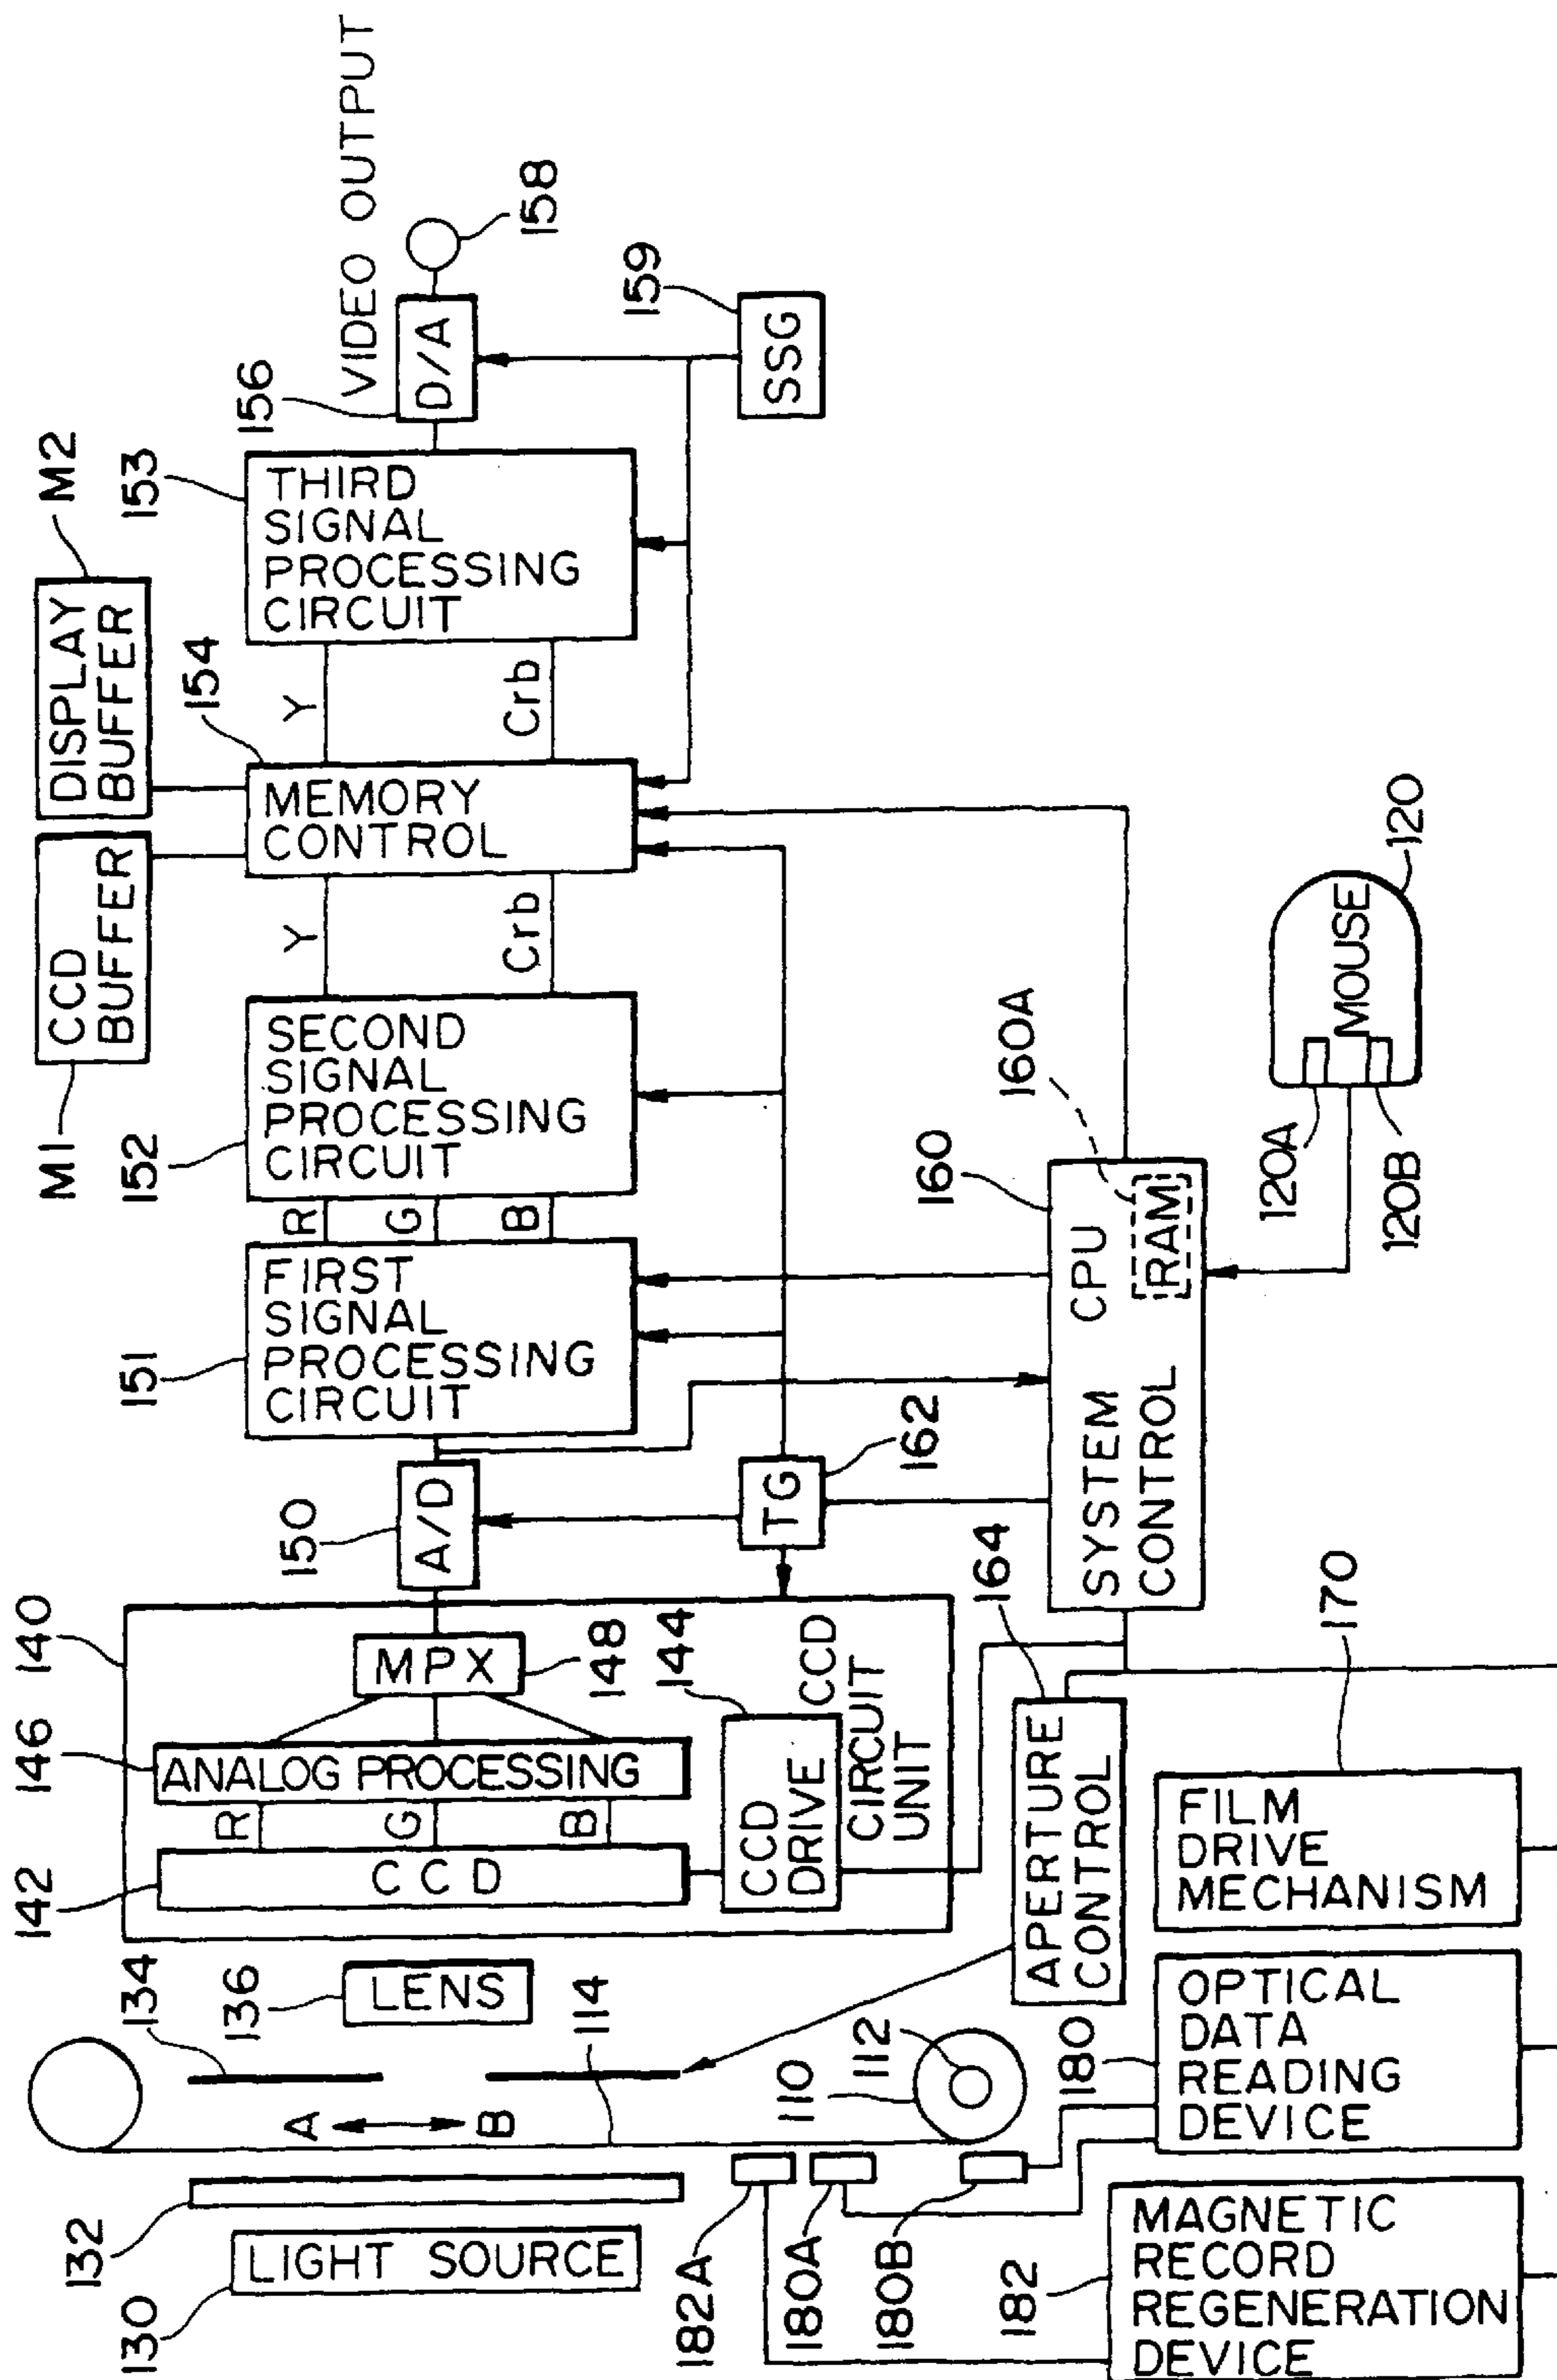 VIDEO OUTPUT
M1
CCD
BUFFER
DISPLAY
BUFFER
M2
140
146
142
134
136
132
130
LIGHT SOURCE
LENS
A
B
114
CCD
R
G
B
ANALOG PROCESSING
MPX
148
144
CCD
DRIVE
CCD
CIRCUIT
UNIT
150
A/D
151
FIRST
SIGNAL
PROCESSING
CIRCUIT
R
G
B
152
SECOND
SIGNAL
PROCESSING
CIRCUIT
Y
Crb
154
MEMORY
CONTROL
Y
Crb
153
THIRD
SIGNAL
PROCESSING
CIRCUIT
156
D/A
158
159
SSG
TG
162
164
APERTURE
CONTROL
160
160A
CPU
RAM
SYSTEM
CONTROL
120
MOUSE
120A
120B
110
112
182A
180A
180B
182
MAGNETIC
RECORD
REGENERATION
DEVICE
180
OPTICAL
DATA
READING
DEVICE
170
FILM
DRIVE
MECHANISM